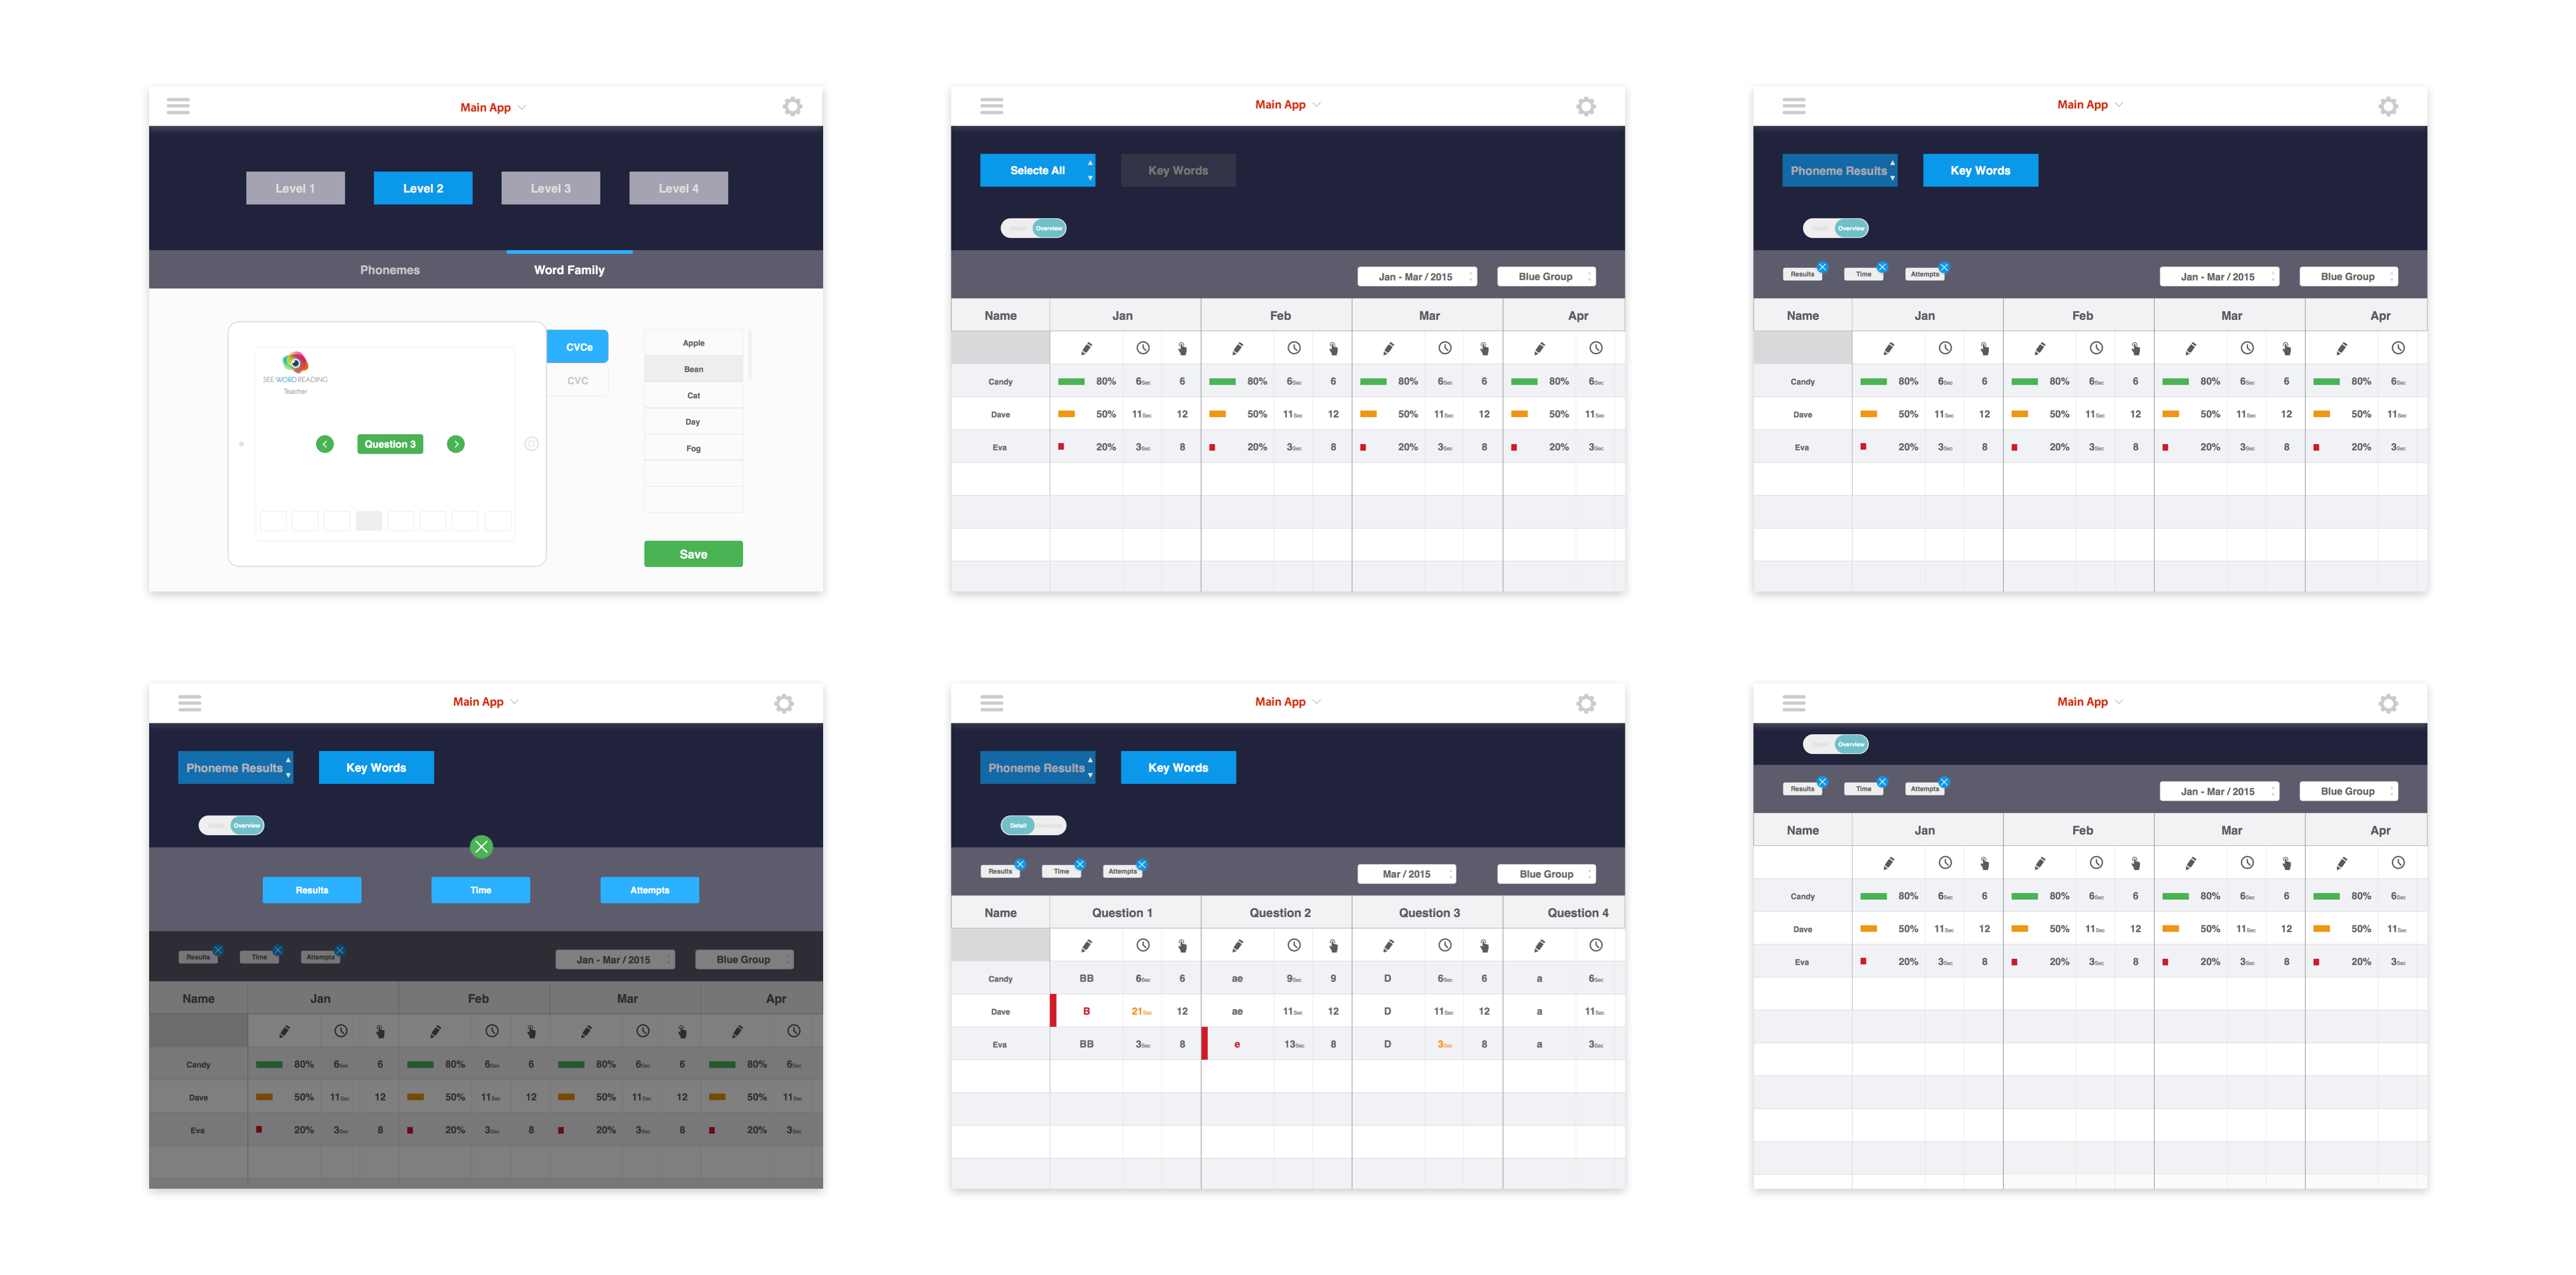 Main App
Level 1 Level 2 Level 3 Level 4
Phonemes Word Family
SEE WORD READING
Teacher
Question 3
CVCe
CVC
Apple
Bean
Cat
Day
Fog
Save
Main App
Selecte All Key Words
Overview
Jan - Mar / 2015 Blue Group
Name Jan Feb Mar Apr
Candy 80% 6Sec 6 80% 6Sec 6 80% 6Sec 6 80% 6Sec
Dave 50% 11Sec 12 50% 11Sec 12 50% 11Sec 12 50% 11Sec
Eva 20% 3Sec 8 20% 3Sec 8 20% 3Sec 8 20% 3Sec
Main App
Phoneme Results Key Words
Overview
Results Time Attempts Jan - Mar / 2015 Blue Group
Name Jan Feb Mar Apr
Candy 80% 6Sec 6 80% 6Sec 6 80% 6Sec 6 80% 6Sec
Dave 50% 11Sec 12 50% 11Sec 12 50% 11Sec 12 50% 11Sec
Eva 20% 3Sec 8 20% 3Sec 8 20% 3Sec 8 20% 3Sec
Main App
Phoneme Results Key Words
Overview
Results Time Attempts
Results Time Attempts Jan - Mar / 2015 Blue Group
Name Jan Feb Mar Apr
Candy 80% 6Sec 6 80% 6Sec 6 80% 6Sec 6 80% 6Sec
Dave 50% 11Sec 12 50% 11Sec 12 50% 11Sec 12 50% 11Sec
Eva 20% 3Sec 8 20% 3Sec 8 20% 3Sec 8 20% 3Sec
Main App
Phoneme Results Key Words
Detail
Results Time Attempts Mar / 2015 Blue Group
Name Question 1 Question 2 Question 3 Question 4
Candy BB 6Sec 6 ae 9Sec 9 D 6Sec 6 a 6Sec
Dave B 21Sec 12 ae 11Sec 12 D 11Sec 12 a 11Sec
Eva BB 3Sec 8 e 13Sec 8 D 3Sec 8 a 3Sec
Main App
Overview
Results Time Attempts Jan - Mar / 2015 Blue Group
Name Jan Feb Mar Apr
Candy 80% 6Sec 6 80% 6Sec 6 80% 6Sec 6 80% 6Sec
Dave 50% 11Sec 12 50% 11Sec 12 50% 11Sec 12 50% 11Sec
Eva 20% 3Sec 8 20% 3Sec 8 20% 3Sec 8 20% 3Sec